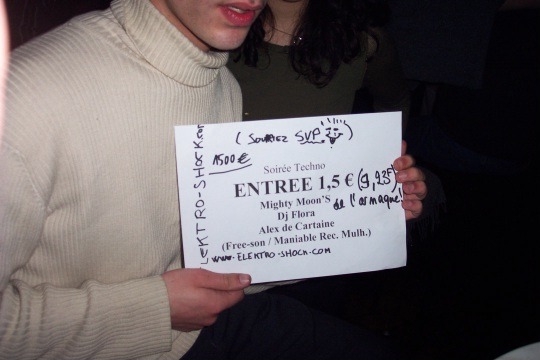 ( SOURIEZ SVP )
1500 €
Soirée Techno
ENTREE 1,5 € (9,93F)
de l'arnaque!
Mighty Moon'S
Dj Flora
Alex de Cartaine
(Free-son / Maniable Rec. Mulh.)
www.ELEKTRO-SHOCK.COM
ELEKTRO-SHOCK.com